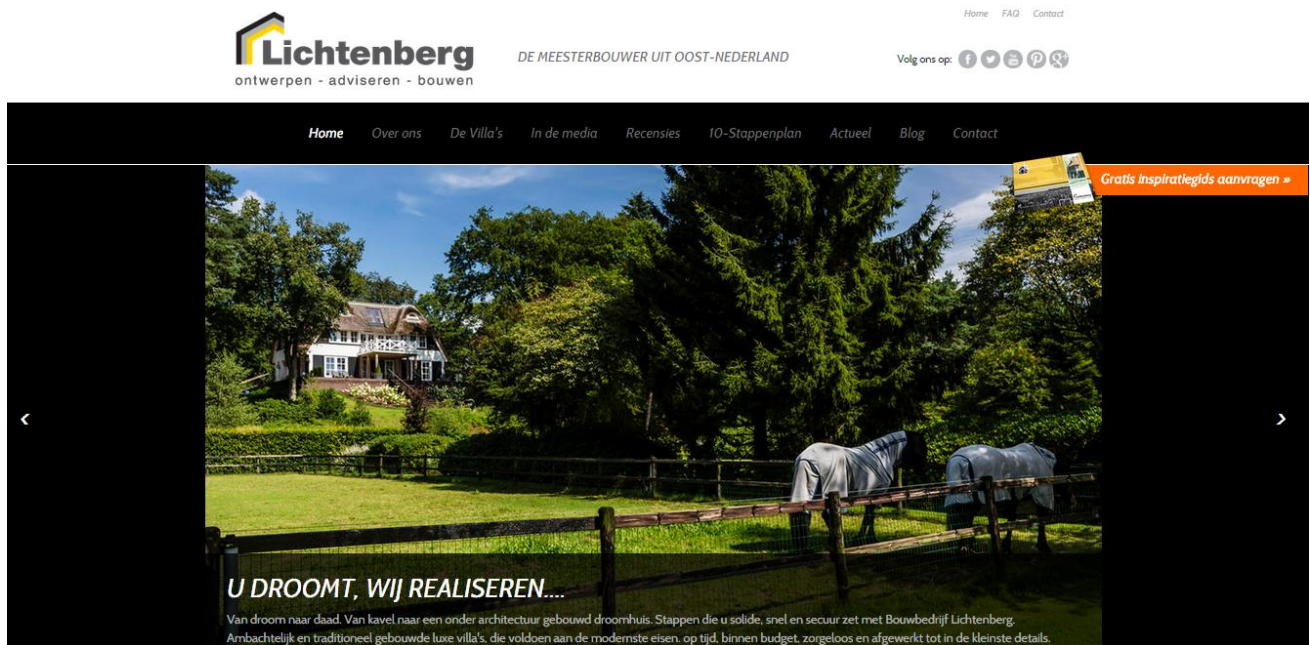 Home FAQ Contact
Lichtenberg
ontwerpen - adviseren - bouwen
DE MEESTERBOUWER UIT OOST-NEDERLAND
Volg ons op:
Home Over ons De Villa's In de media Recensies 10-Stappenplan Actueel Blog Contact
Gratis inspiratiegids aanvragen »
U DROOMT, WIJ REALISEREN....
Van droom naar daad. Van kavel naar een onder architectuur gebouwd droomhuis. Stappen die u solide, snel en secuur zet met Bouwbedrijf Lichtenberg.
Ambachtelijk en traditioneel gebouwde luxe villa's, die voldoen aan de modernste eisen. op tijd, binnen budget, zorgeloos en afgewerkt tot in de kleinste details.